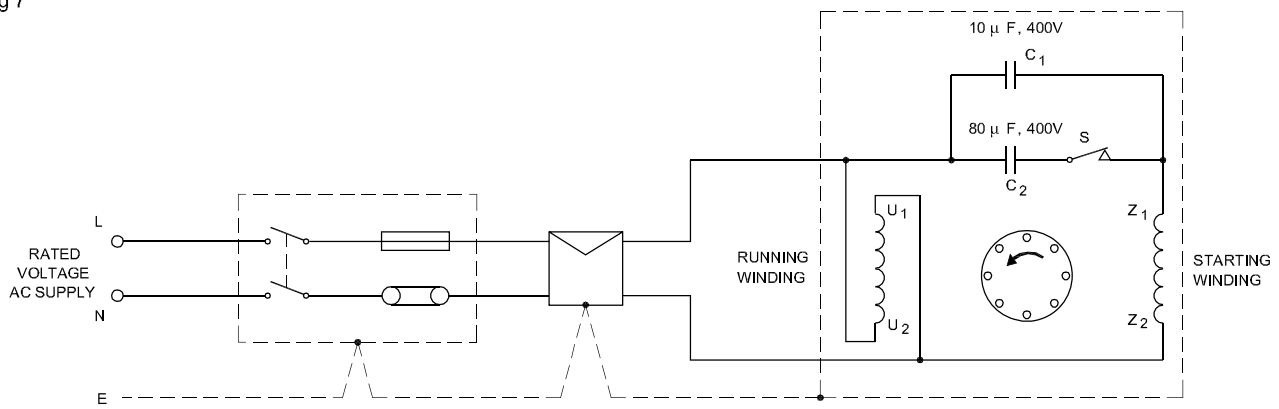 g 7
10 μ F, 400V
C1
80 μ F, 400V
S
C2
L
RATED
VOLTAGE
AC SUPPLY
N
E
RUNNING
WINDING
U1
U2
Z1
Z2
STARTING
WINDING